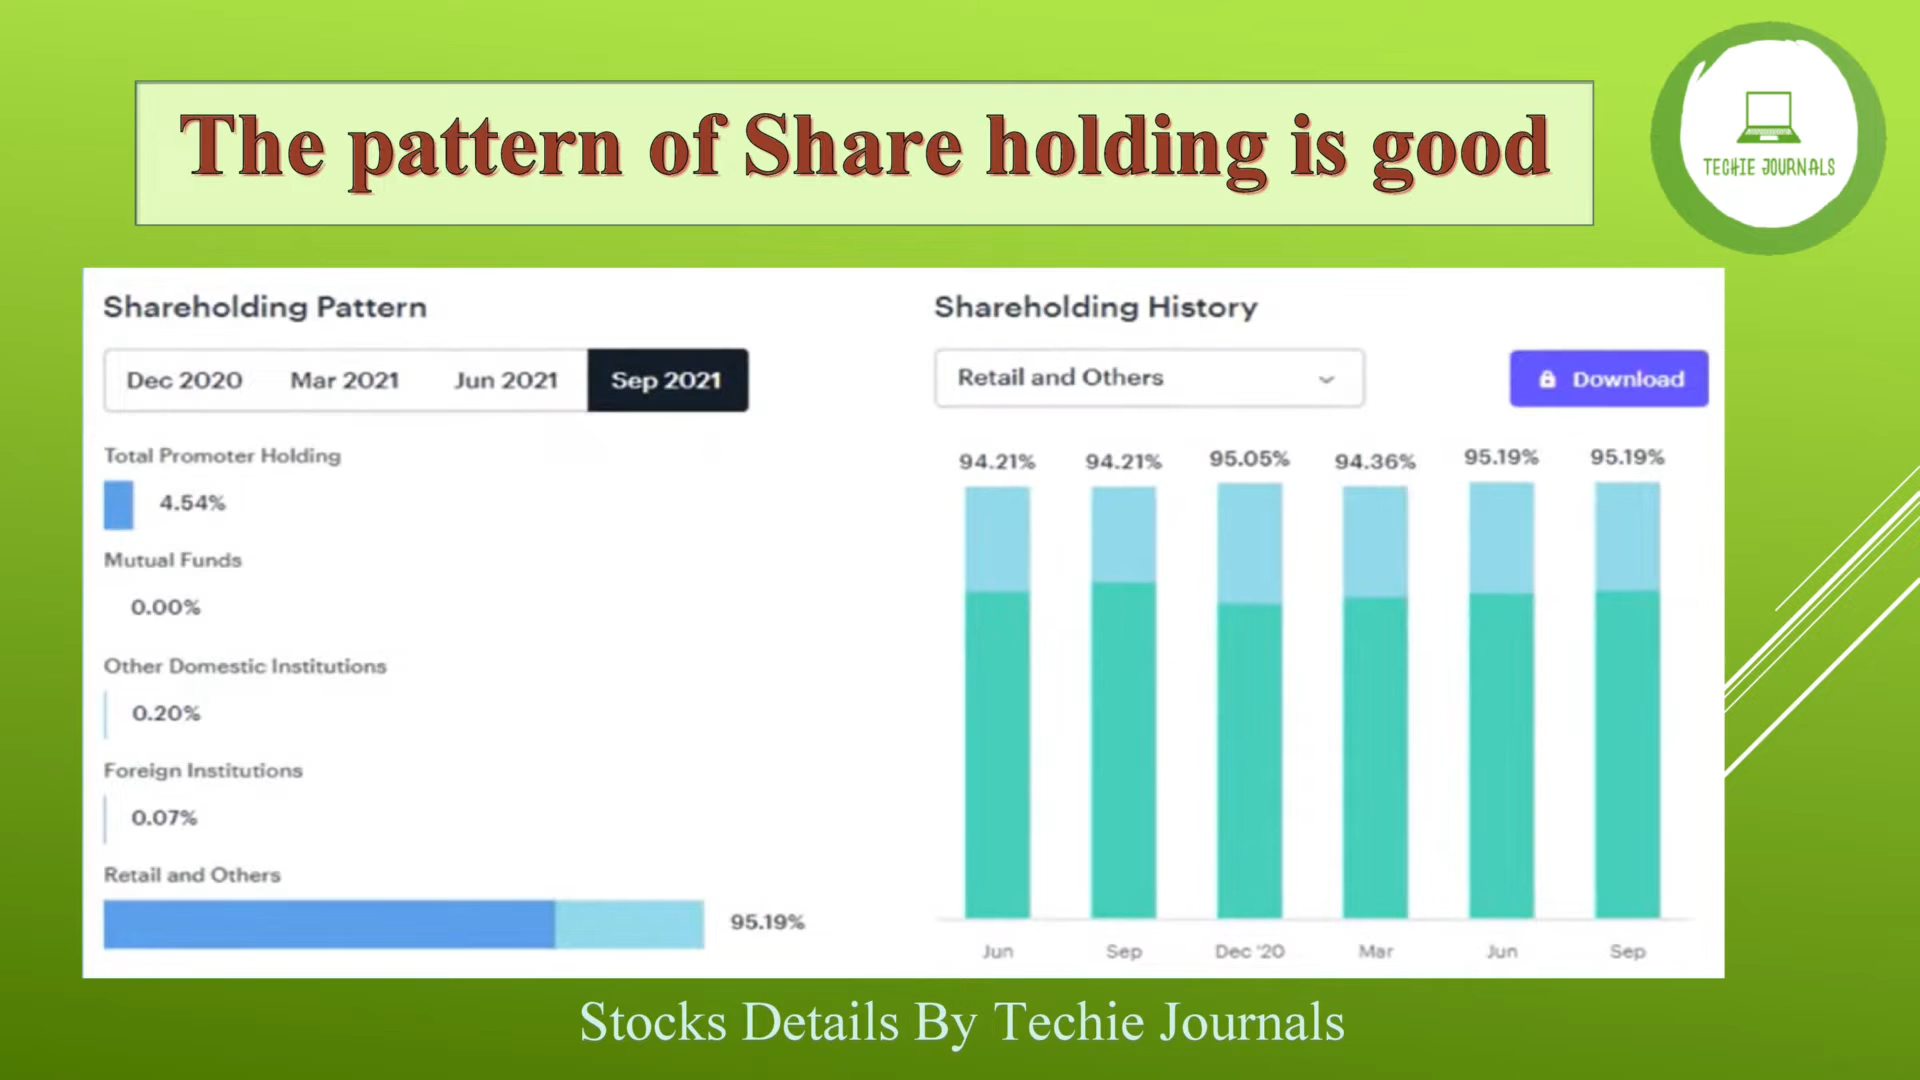 The pattern of Share holding is good
TECHIE JOURNALS
Shareholding Pattern
Dec 2020 Mar 2021 Jun 2021 Sep 2021
Total Promoter Holding
4.54%
Mutual Funds
0.00%
Other Domestic Institutions
0.20%
Foreign Institutions
0.07%
Retail and Others
95.19%
Shareholding History
Retail and Others
Download
94.21% 94.21% 95.05% 94.36% 95.19% 95.19%
Jun Sep Dec '20 Mar Jun Sep
Stocks Details By Techie Journals